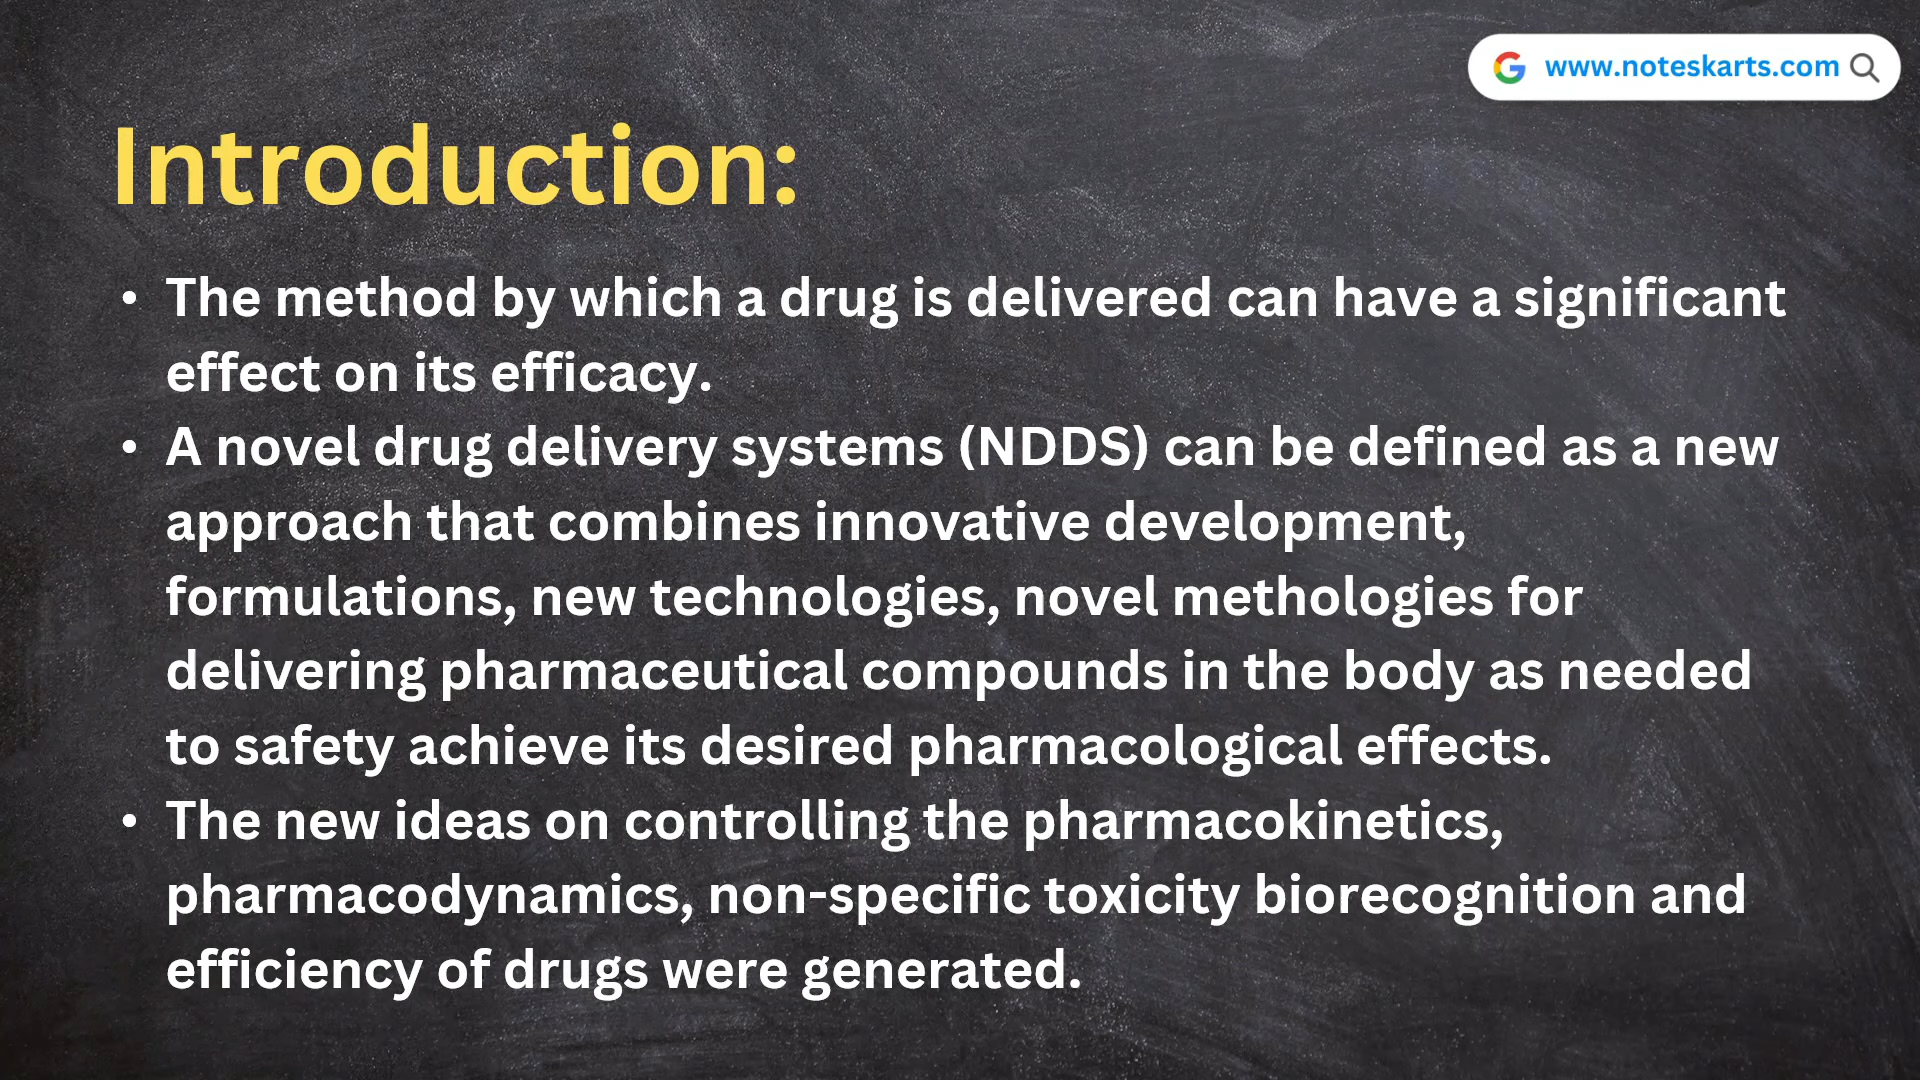 www.noteskarts.com
Introduction:
• The method by which a drug is delivered can have a significant
effect on its efficacy.
• A novel drug delivery systems (NDDS) can be defined as a new
approach that combines innovative development,
formulations, new technologies, novel methologies for
delivering pharmaceutical compounds in the body as needed
to safety achieve its desired pharmacological effects.
• The new ideas on controlling the pharmacokinetics,
pharmacodynamics, non-specific toxicity biorecognition and
efficiency of drugs were generated.